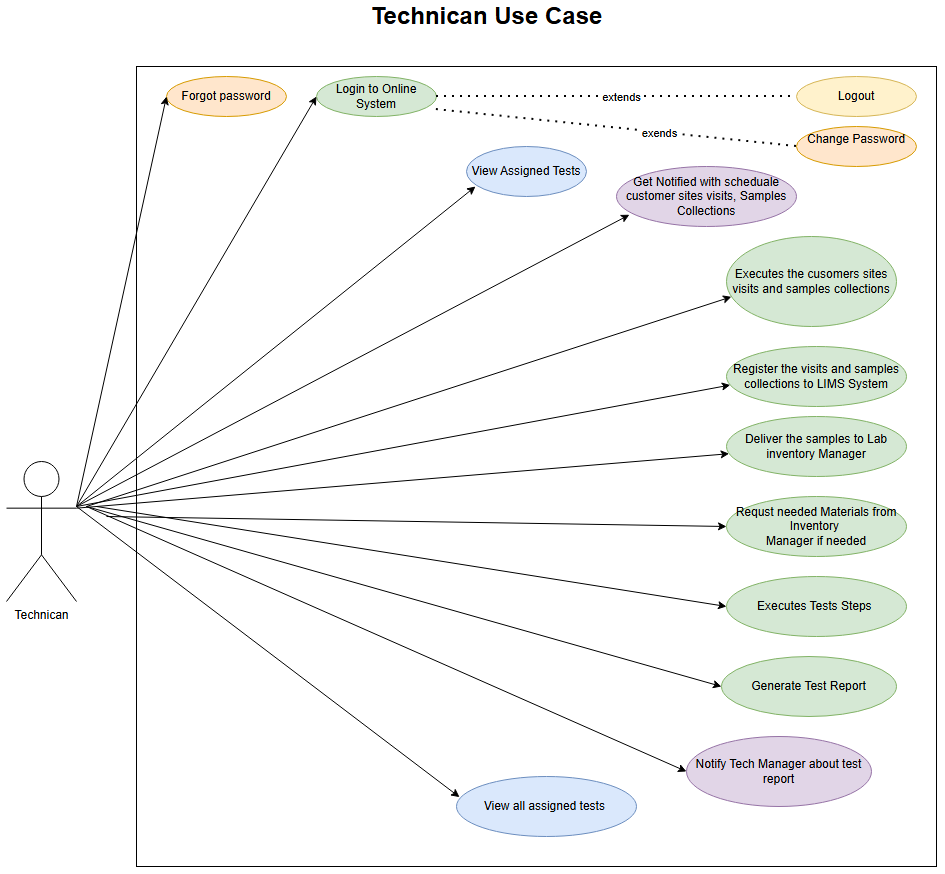 Technican Use Case
Forgot password
Login to Online
System
extends
Logout
exends
Change Password
View Assigned Tests
Get Notified with scheduale
customer sites visits, Samples
Collections
Executes the cusomers sites
visits and samples collections
Register the visits and samples
collections to LIMS System
Deliver the samples to Lab
inventory Manager
Requst needed Materials from
Inventory
Manager if needed
Executes Tests Steps
Technican
Generate Test Report
Notify Tech Manager about test
report
View all assigned tests